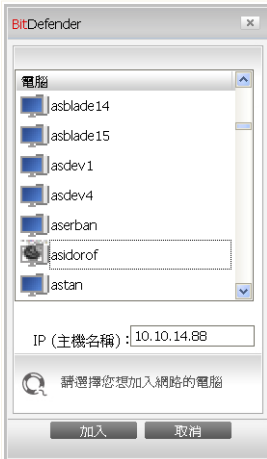 BitDefender
電腦
asblade14
asblade15
asdev1
asdev4
aserban
asidorof
astan
IP (主機名稱) : 10.10.14.88
請選擇您想加入網路的電腦
加入 取消